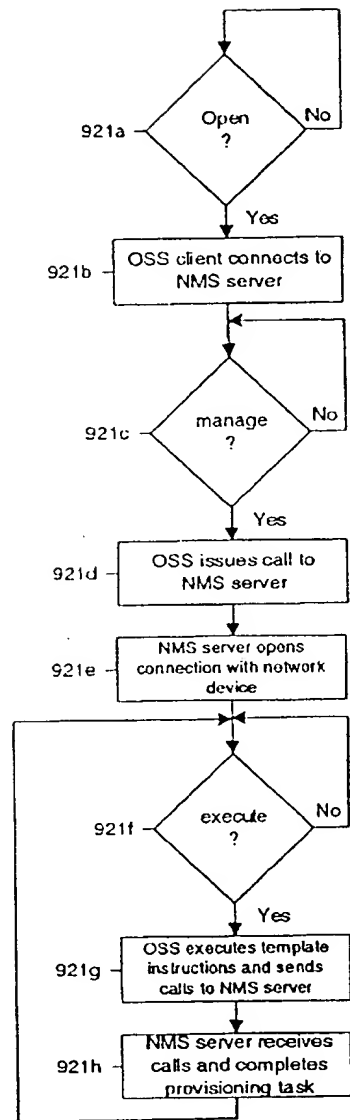 Open
?
No
921a
Yes
OSS client connects to
NMS server
921b
manage
?
No
921c
Yes
OSS issues call to
NMS server
921d
NMS server opens
connection with network
device
921e
execute
?
No
921f
Yes
OSS executes template
instructions and sends
calls to NMS server
921g
NMS server receives
calls and completes
provisioning task
921h